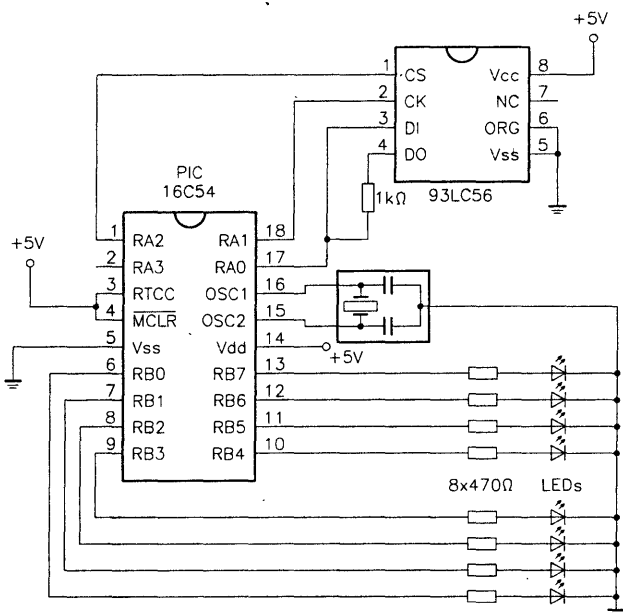 +5V
1 CS Vcc 8
2 CK NC 7
3 DI ORG 6
4 DO Vss 5
1kΩ
93LC56
PIC
16C54
+5V
1 RA2 RA1 18
2 RA3 RA0 17
3 RTCC OSC1 16
4 MCLR OSC2 15
5 Vss Vdd 14
+5V
6 RB0 RB7 13
7 RB1 RB6 12
8 RB2 RB5 11
9 RB3 RB4 10
8x470Ω LEDs